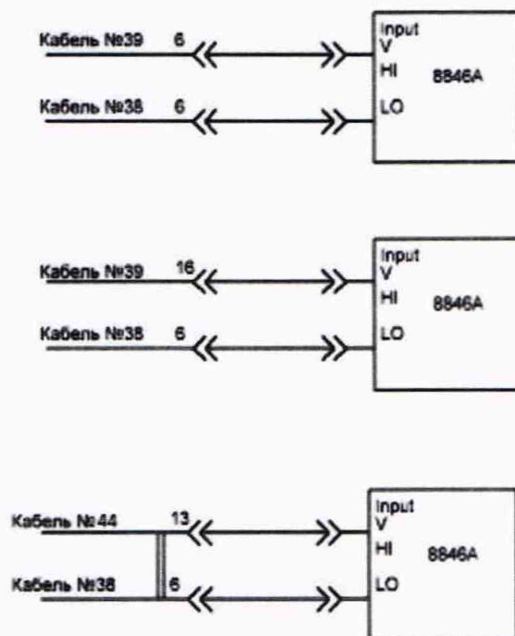 Кабель №39 6
Input
V
HI
8846A
Кабель №38 6
LO
Кабель №39 16
Input
V
HI
8846A
Кабель №38 6
LO
Кабель №44 13
Input
V
HI
8846A
Кабель №38 6
LO